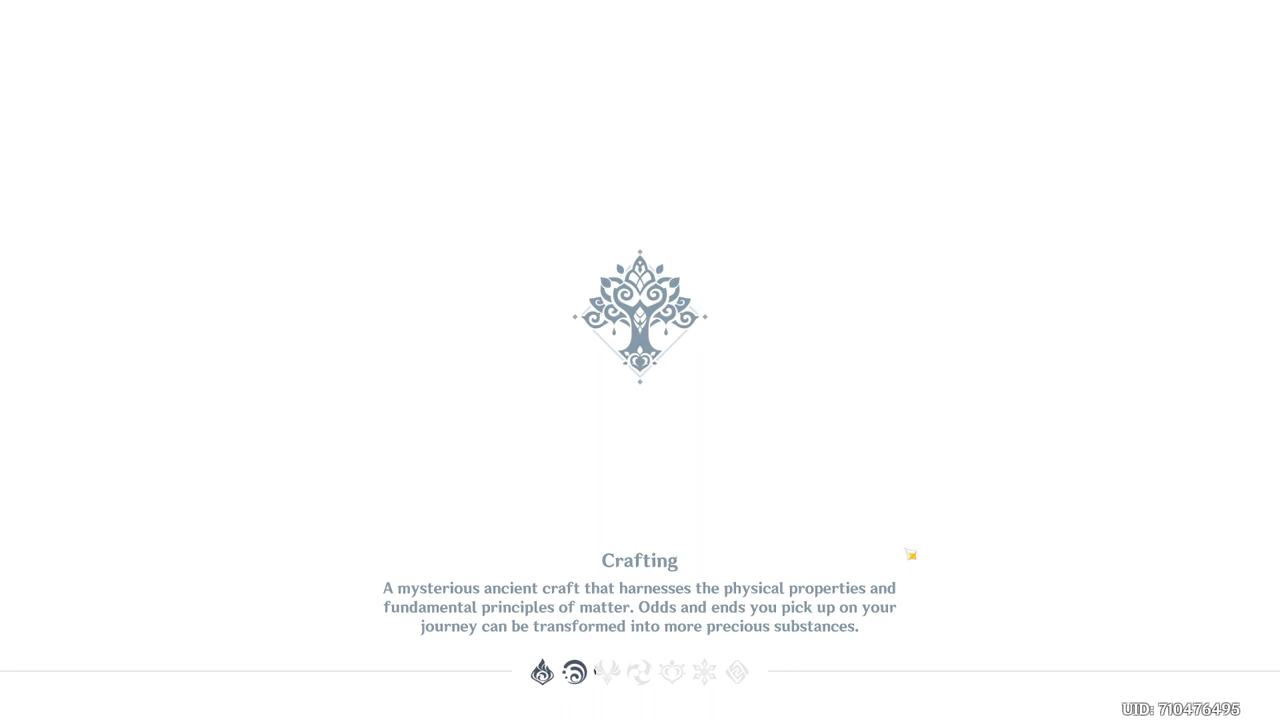 Crafting
A mysterious ancient craft that harnesses the physical properties and
fundamental principles of matter. Odds and ends you pick up on your
journey can be transformed into more precious substances.
UID: 710476495